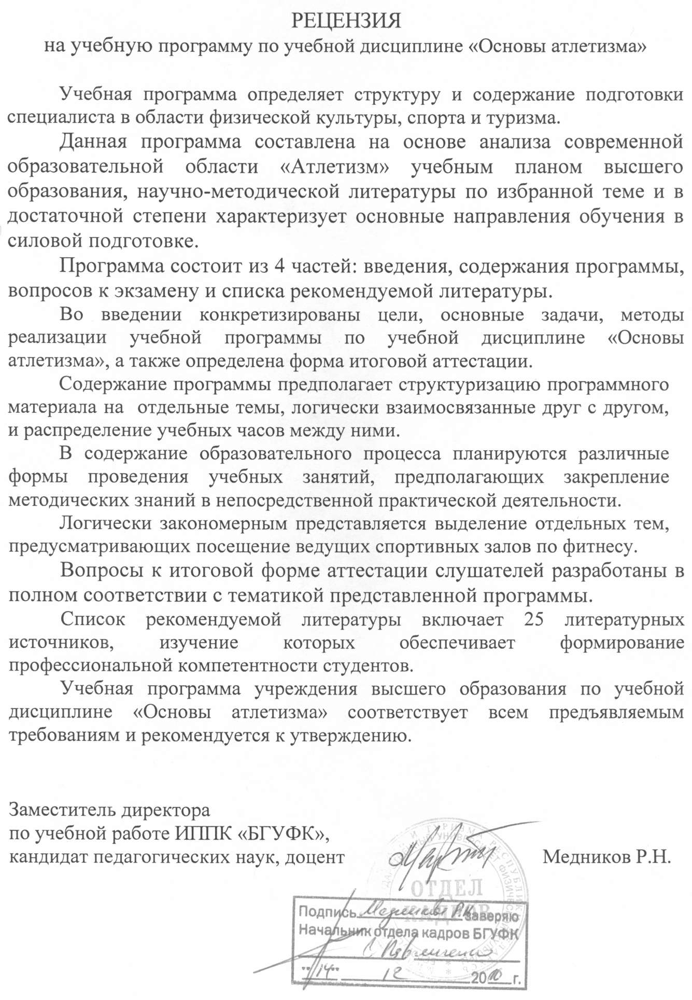 РЕЦЕНЗИЯ
на учебную программу по учебной дисциплине «Основы атлетизма»
Учебная программа определяет структуру и содержание подготовки
специалиста в области физической культуры, спорта и туризма.
Данная программа составлена на основе анализа современной
образовательной области «Атлетизм» учебным планом высшего
образования, научно-методической литературы по избранной теме и в
достаточной степени характеризует основные направления обучения в
силовой подготовке.
Программа состоит из 4 частей: введения, содержания программы,
вопросов к экзамену и списка рекомендуемой литературы.
Во введении конкретизированы цели, основные задачи, методы
реализации учебной программы по учебной дисциплине «Основы
атлетизма», а также определена форма итоговой аттестации.
Содержание программы предполагает структуризацию программного
материала на отдельные темы, логически взаимосвязанные друг с другом,
и распределение учебных часов между ними.
В содержание образовательного процесса планируются различные
формы проведения учебных занятий, предполагающих закрепление
методических знаний в непосредственной практической деятельности.
Логически закономерным представляется выделение отдельных тем,
предусматривающих посещение ведущих спортивных залов по фитнесу.
Вопросы к итоговой форме аттестации слушателей разработаны в
полном соответствии с тематикой представленной программы.
Список рекомендуемой литературы включает 25 литературных
источников, изучение которых обеспечивает формирование
профессиональной компетентности студентов.
Учебная программа учреждения высшего образования по учебной
дисциплине «Основы атлетизма» соответствует всем предъявляемым
требованиям и рекомендуется к утверждению.
Заместитель директора
по учебной работе ИППК «БГУФК»,
кандидат педагогических наук, доцент Медников Р.Н.
ОТДЕЛ
КАДРОВ
Подпись Медникова Р.Н. заверяю
Начальник отдела кадров БГУФК
"14" 12 20 г.